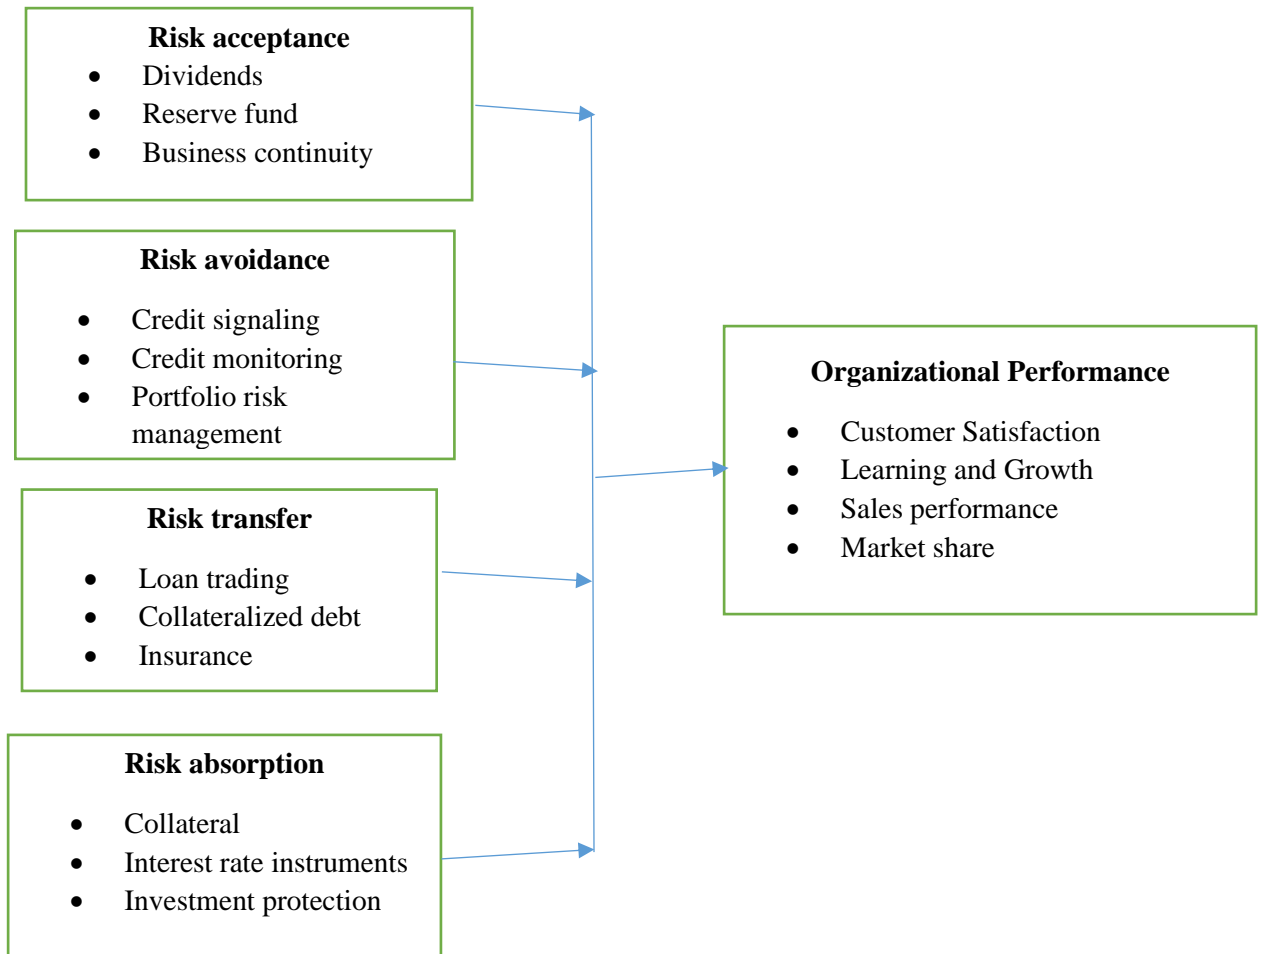 Risk acceptance
• Dividends
• Reserve fund
• Business continuity
Risk avoidance
• Credit signaling
• Credit monitoring
• Portfolio risk
management
Risk transfer
• Loan trading
• Collateralized debt
• Insurance
Risk absorption
• Collateral
• Interest rate instruments
• Investment protection
Organizational Performance
• Customer Satisfaction
• Learning and Growth
• Sales performance
• Market share